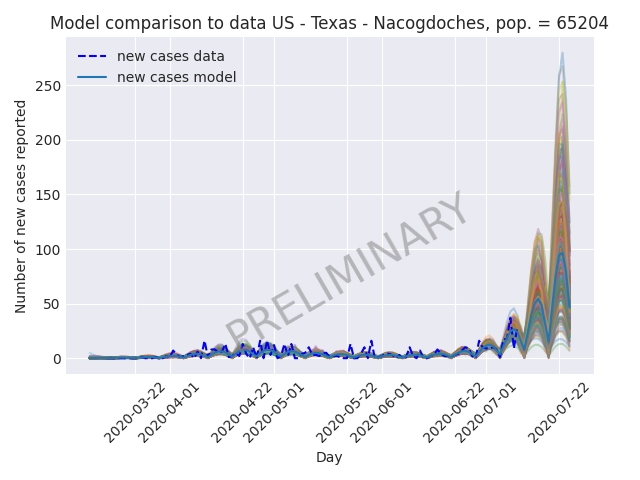 Model comparison to data US - Texas - Nacogdoches, pop. = 65204
new cases data
new cases model
Number of new cases reported
250
200
150
100
50
0
PRELIMINARY
2020-03-22
2020-04-01
2020-04-22
2020-05-01
2020-05-22
2020-06-01
2020-06-22
2020-07-01
2020-07-22
Day